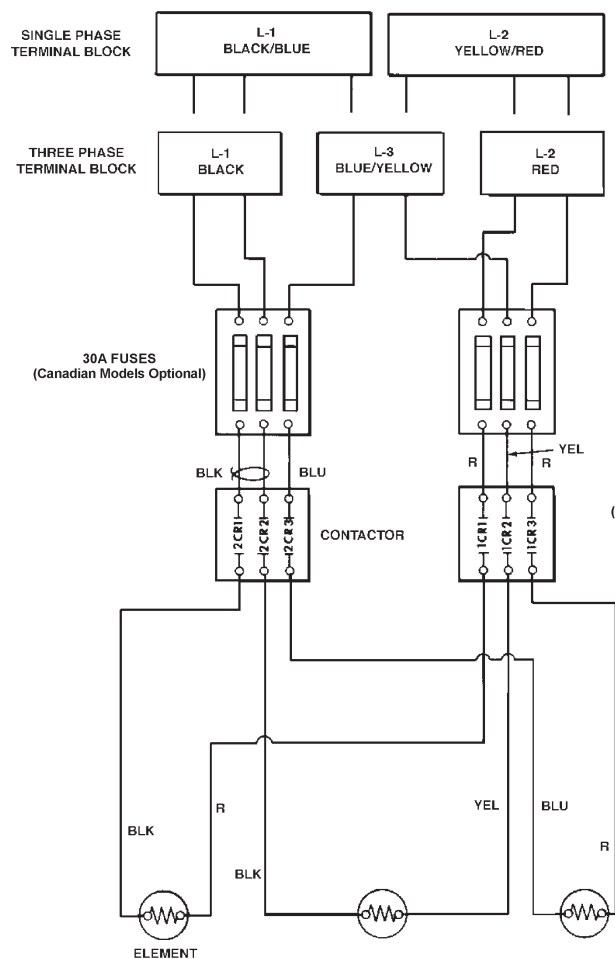 SINGLE PHASE
TERMINAL BLOCK
L-1
BLACK/BLUE
L-2
YELLOW/RED
THREE PHASE
TERMINAL BLOCK
L-1
BLACK
L-3
BLUE/YELLOW
L-2
RED
30A FUSES
(Canadian Models Optional)
BLK
BLU
R
YEL
R
2CR1
2CR2
2CR3
CONTACTOR
1CR1
1CR2
1CR3
(
BLK
R
BLK
YEL
BLU
R
ELEMENT